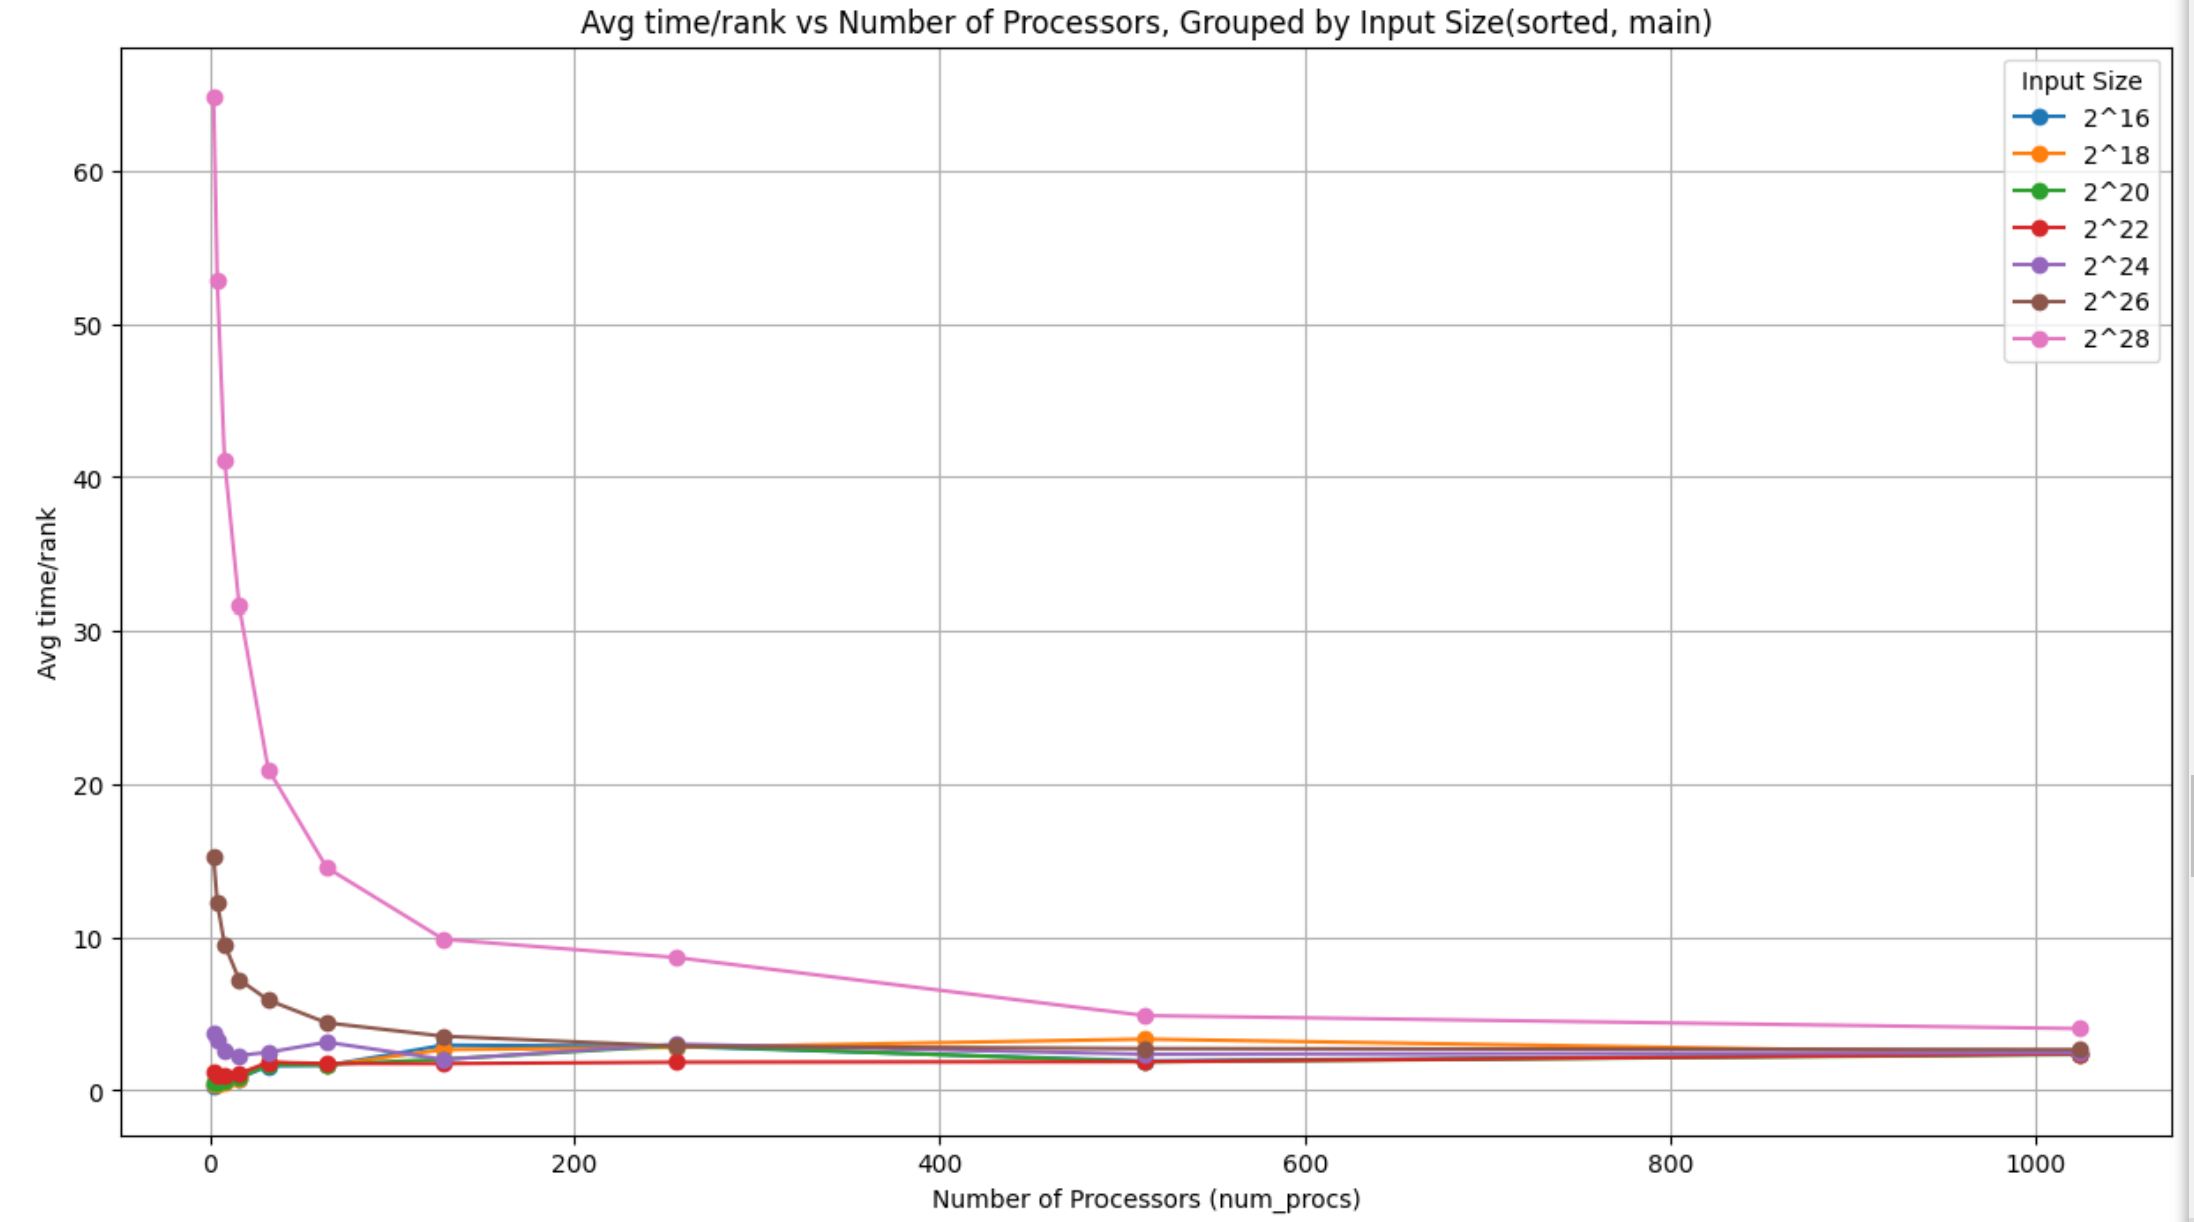 Avg time/rank vs Number of Processors, Grouped by Input Size(sorted, main)
Input Size
2^16
2^18
2^20
2^22
2^24
2^26
2^28
Avg time/rank
60
50
40
30
20
10
0
0 200 400 600 800 1000
Number of Processors (num_procs)